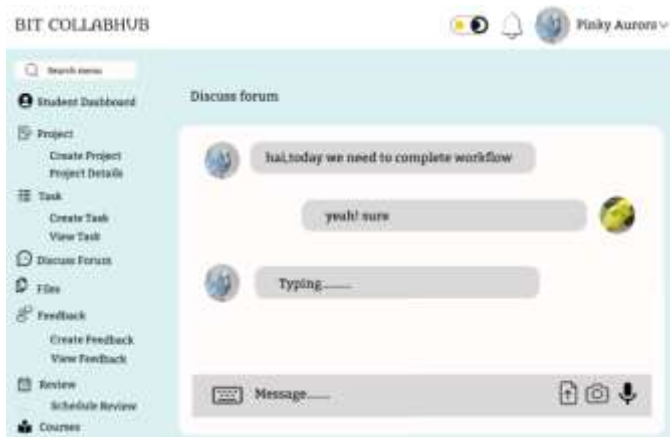 BIT COLLABHUB
Pinky Aurora
Search menu
Student Dashboard
Discuss forum
Project
Create Project
Project Details
Task
Create Task
View Task
Discuss Forum
Files
Feedback
Create Feedback
View Feedback
Review
Schedule Review
Courses
hai,today we need to complete workflow
yeah! sure
Typing.........
Message......